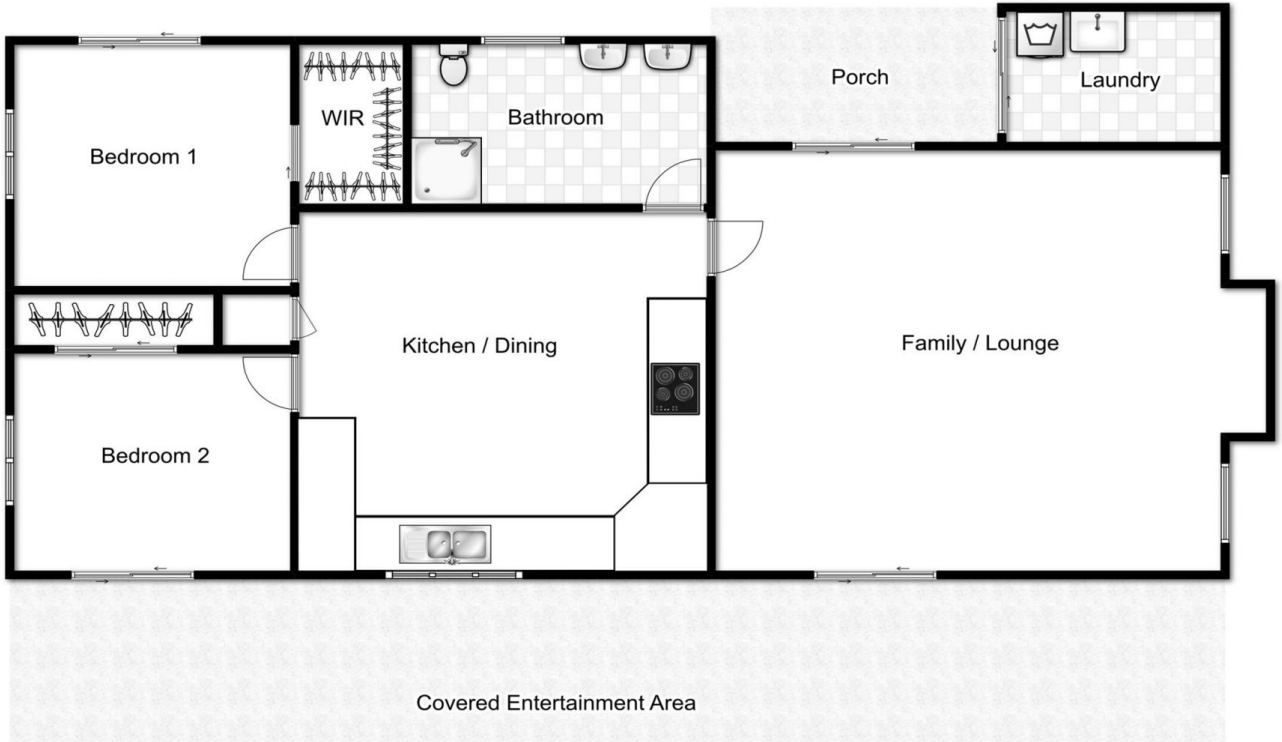 Porch
Laundry
WIR
Bathroom
Bedroom 1
Kitchen / Dining
Family / Lounge
Bedroom 2
Covered Entertainment Area